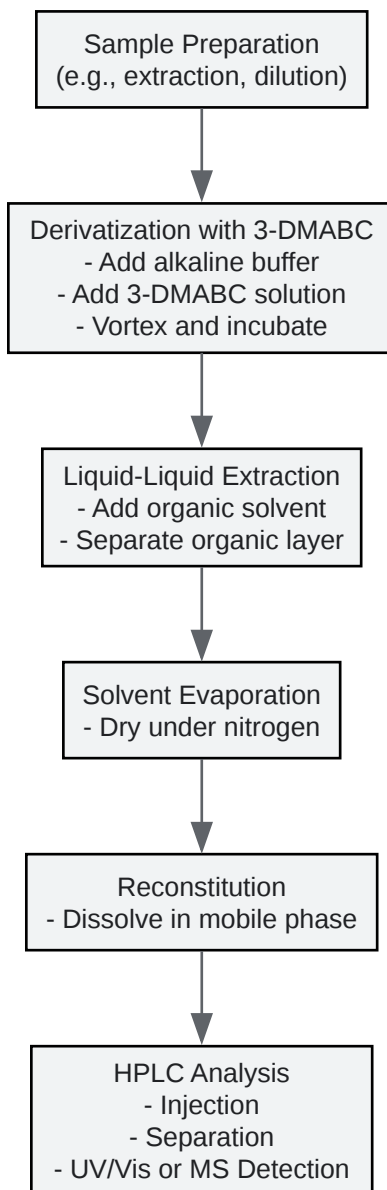 Sample Preparation
(e.g., extraction, dilution)
Derivatization with 3-DMABC
- Add alkaline buffer
- Add 3-DMABC solution
- Vortex and incubate
Liquid-Liquid Extraction
- Add organic solvent
- Separate organic layer
Solvent Evaporation
- Dry under nitrogen
Reconstitution
- Dissolve in mobile phase
HPLC Analysis
- Injection
- Separation
- UV/Vis or MS Detection